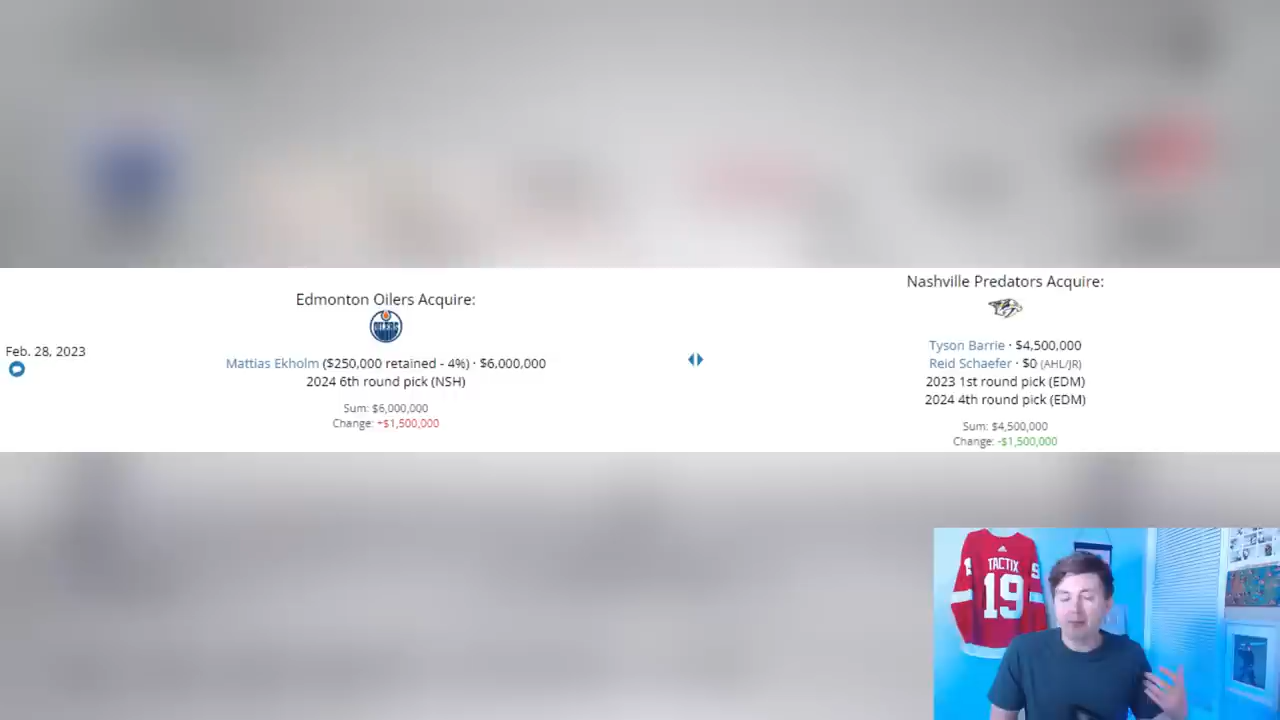 Feb. 28, 2023
Edmonton Oilers Acquire:
OILERS
Mattias Ekholm ($250,000 retained - 4%) · $6,000,000
2024 6th round pick (NSH)
Sum: $6,000,000
Change: +$1,500,000
Nashville Predators Acquire:
Tyson Barrie · $4,500,000
Reid Schaefer · $0 (AHL/JR)
2023 1st round pick (EDM)
2024 4th round pick (EDM)
Sum: $4,500,000
Change: -$1,500,000
TACTIX
19